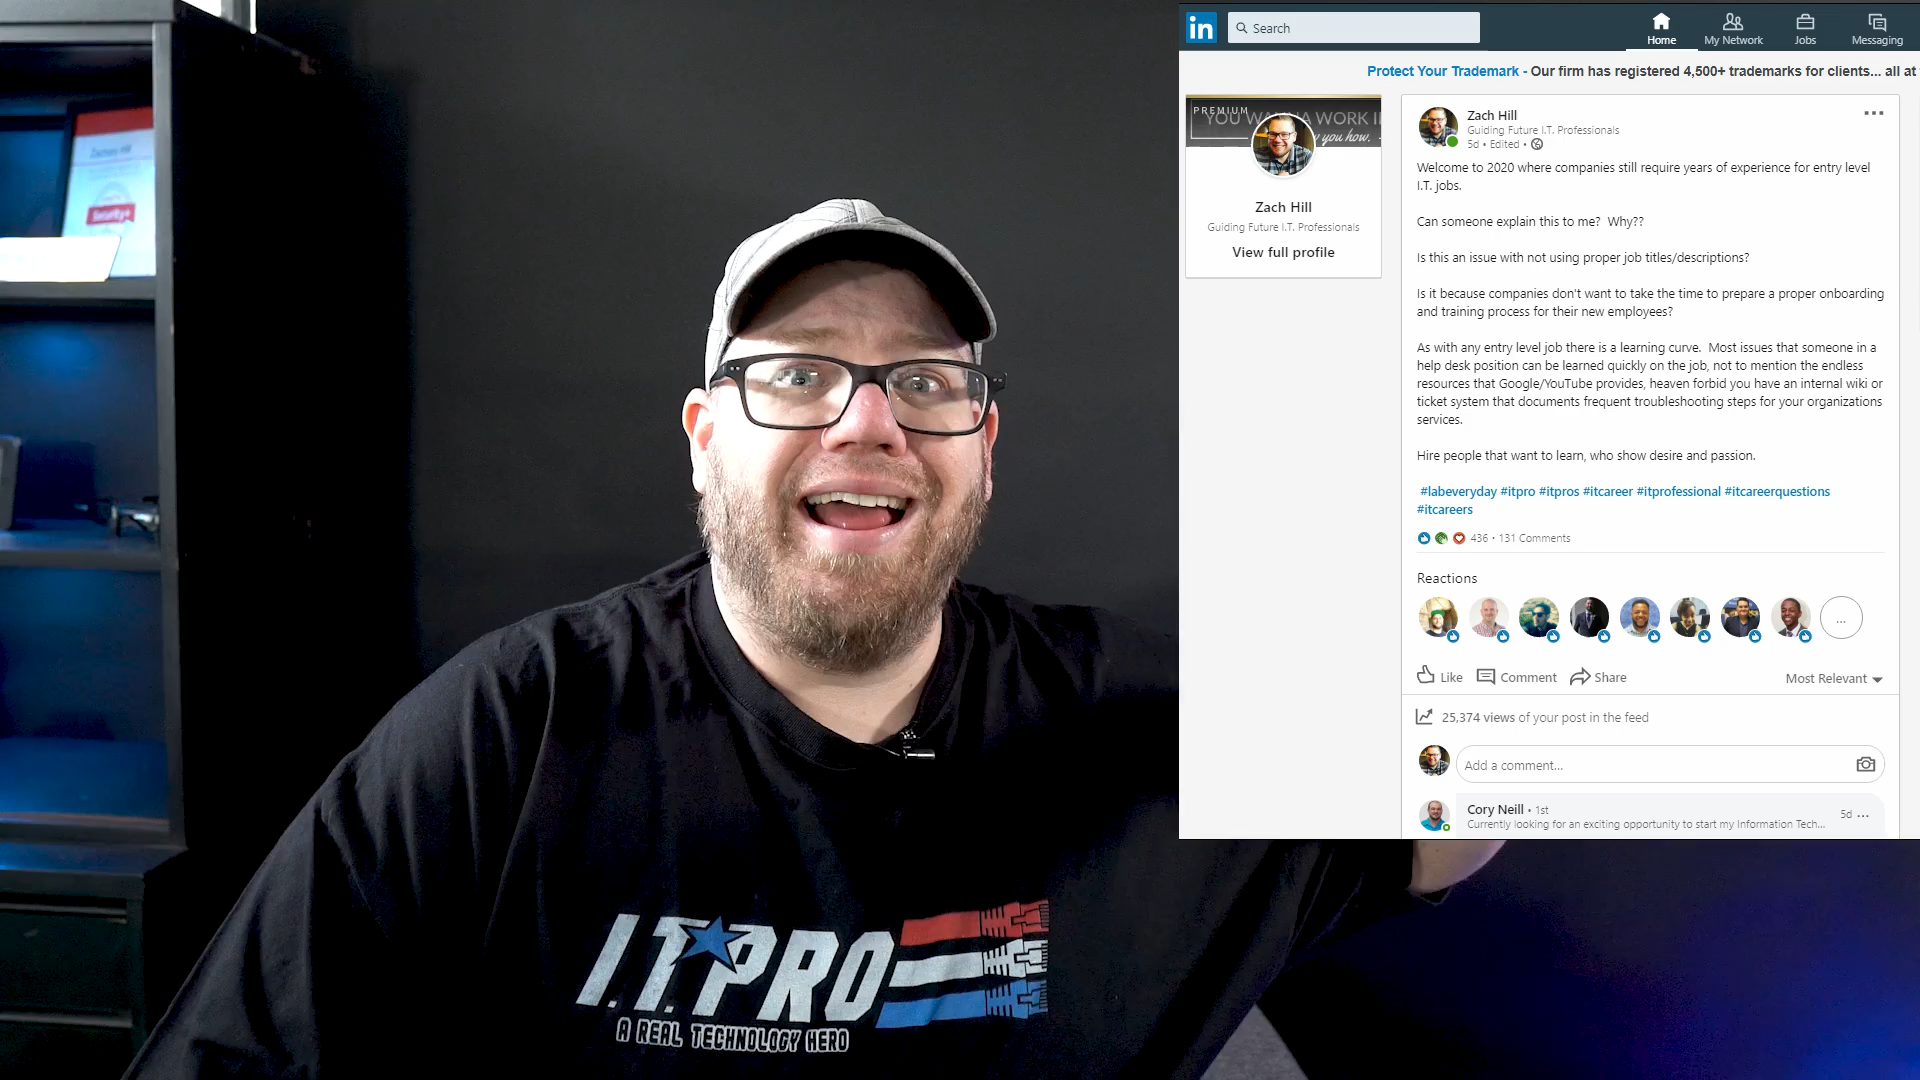 Zachary Hill
Security+
I.T. PRO
A REAL TECHNOLOGY HERO
in
Search
Home
My Network
Jobs
Messaging
Protect Your Trademark - Our firm has registered 4,500+ trademarks for clients... all at
PREMIUM
YOU WANNA WORK I
y you how.
Zach Hill
Guiding Future I.T. Professionals
View full profile
Zach Hill
Guiding Future I.T. Professionals
5d • Edited •
Welcome to 2020 where companies still require years of experience for entry level
I.T. jobs.
Can someone explain this to me? Why??
Is this an issue with not using proper job titles/descriptions?
Is it because companies don't want to take the time to prepare a proper onboarding
and training process for their new employees?
As with any entry level job there is a learning curve. Most issues that someone in a
help desk position can be learned quickly on the job, not to mention the endless
resources that Google/YouTube provides, heaven forbid you have an internal wiki or
ticket system that documents frequent troubleshooting steps for your organizations
services.
Hire people that want to learn, who show desire and passion.
#labeveryday #itpro #itpros #itcareer #itprofessional #itcareerquestions
#itcareers
436 • 131 Comments
Reactions
...
Like
Comment
Share
Most Relevant
25,374 views of your post in the feed
Add a comment...
Cory Neill • 1st
5d ...
Currently looking for an exciting opportunity to start my Information Tech...